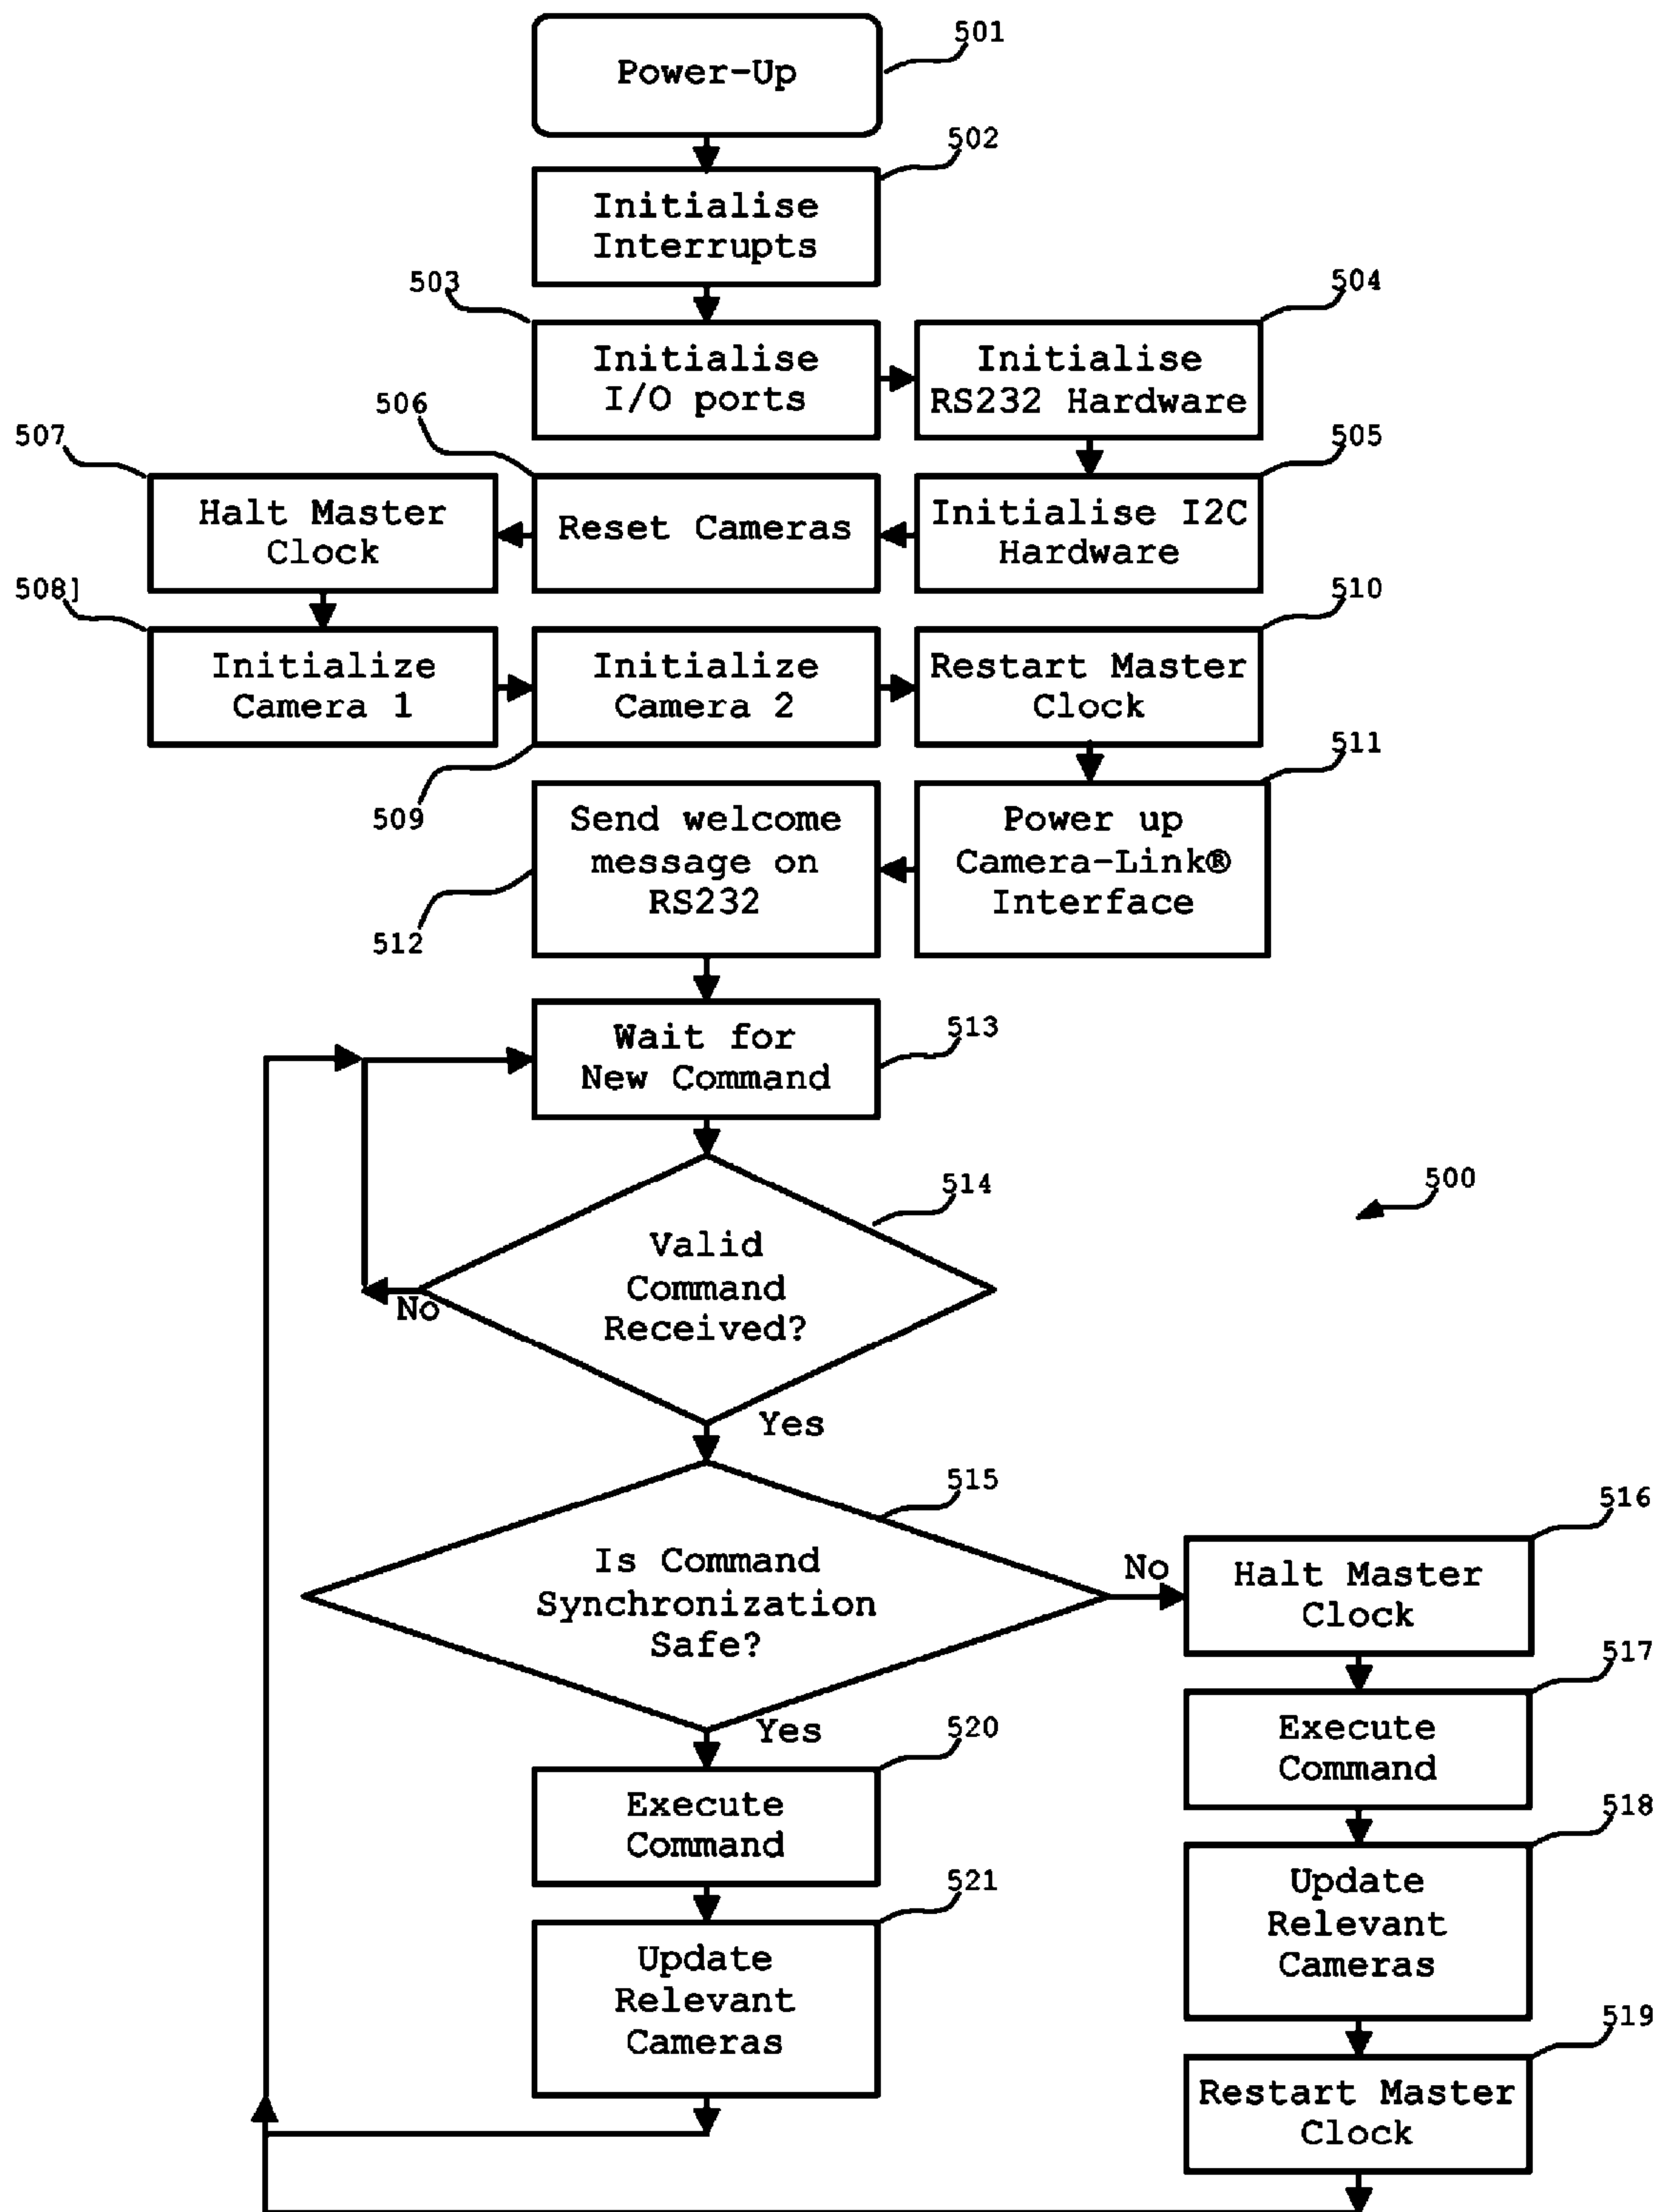 501
Power-Up
502
Initialise
Interrupts
503
504
Initialise
I/O ports
Initialise
RS232 Hardware
506
507
505
Halt Master
Clock
Reset Cameras
Initialise I2C
Hardware
508]
510
Initialize
Camera 1
Initialize
Camera 2
Restart Master
Clock
511
509
Send welcome
message on
RS232
Power up
Camera-Link®
Interface
512
Wait for
New Command
513
514
500
Valid
Command
Received?
No
Yes
515
516
Is Command
Synchronization
Safe?
No
Halt Master
Clock
517
Yes
520
Execute
Command
518
Execute
Command
521
Update
Relevant
Cameras
Update
Relevant
Cameras
519
Restart Master
Clock